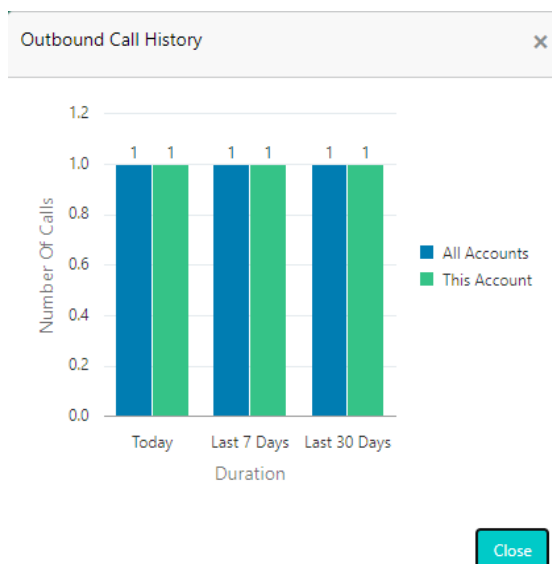 Outbound Call History ×
1.2
1 1 1 1 1 1
1.0
0.8
0.6
0.4
0.2
0.0
Number Of Calls
All Accounts
This Account
Today Last 7 Days Last 30 Days
Duration
Close